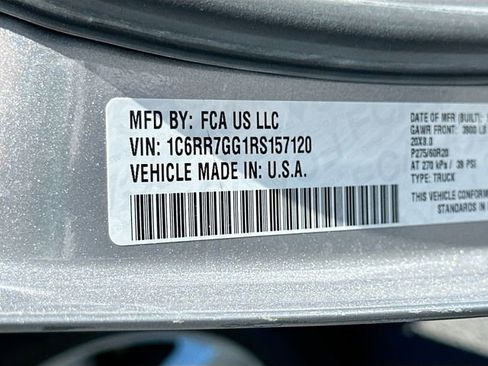 MFD BY: FCA US LLC
VIN: 1C6RR7GG1RS157120
VEHICLE MADE IN: U.S.A.
DATE OF MFR (BUILT):
GAWR FRONT: 3900 LB
20X8.0
P275/60R20
AT 270 kPa / 39 PSI
TYPE: TRUCK
THIS VEHICLE CONFORM
STANDARDS IN